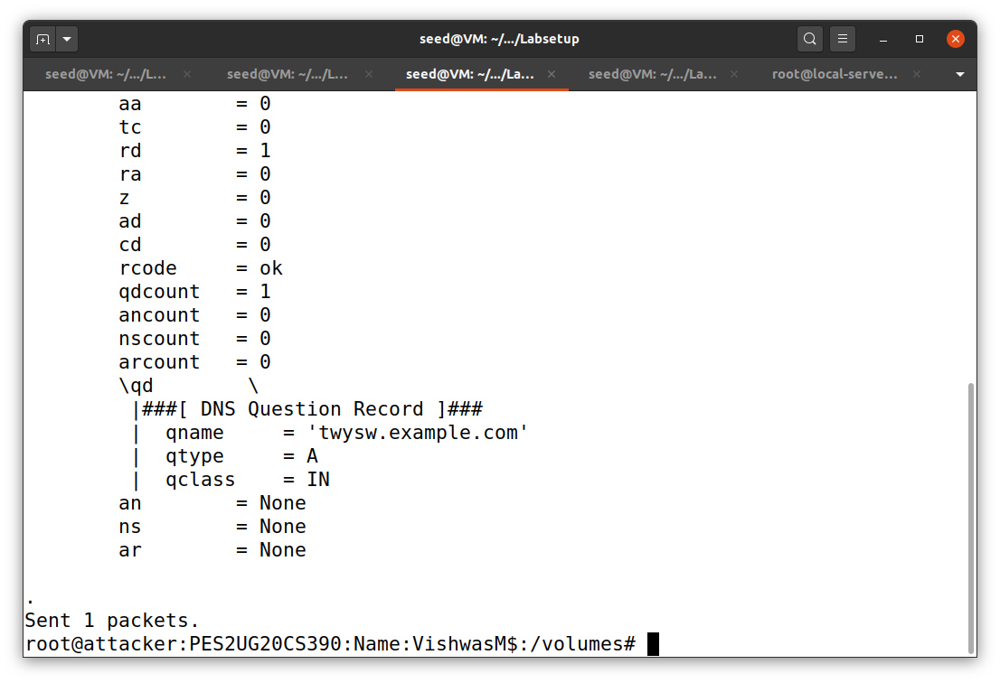 seed@VM: ~/.../Labsetup
seed@VM: ~/.../L... seed@VM: ~/.../L... seed@VM: ~/.../La... seed@VM: ~/.../La... root@local-serve...
        aa        = 0
        tc        = 0
        rd        = 1
        ra        = 0
        z         = 0
        ad        = 0
        cd        = 0
        rcode     = ok
        qdcount   = 1
        ancount   = 0
        nscount   = 0
        arcount   = 0
        \qd        \
         |###[ DNS Question Record ]###
         |  qname     = 'twysw.example.com'
         |  qtype     = A
         |  qclass    = IN
        an        = None
        ns        = None
        ar        = None
.
Sent 1 packets.
root@attacker:PES2UG20CS390:Name:VishwasM$:/volumes#